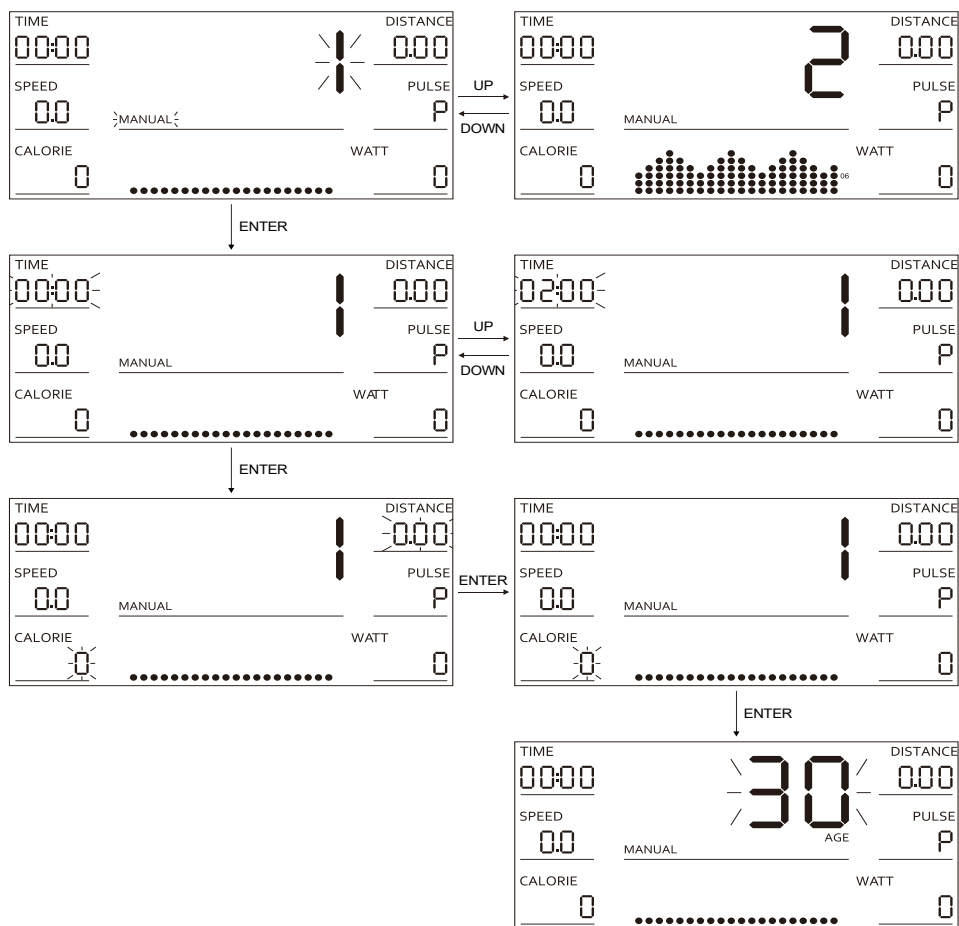 TIME DISTANCE
00:00 1 0.00
SPEED PULSE
0.0 MANUAL P
CALORIE WATT
0 0
UP
DOWN
TIME DISTANCE
00:00 2 0.00
SPEED PULSE
0.0 MANUAL P
CALORIE WATT
0 06 0
ENTER
TIME DISTANCE
00:00 1 0.00
SPEED PULSE
0.0 MANUAL P
CALORIE WATT
0 0
UP
DOWN
TIME DISTANCE
02:00 1 0.00
SPEED PULSE
0.0 MANUAL P
CALORIE WATT
0 0
ENTER
TIME DISTANCE
00:00 1 0.00
SPEED PULSE
0.0 MANUAL P
CALORIE WATT
0 0
ENTER
TIME DISTANCE
00:00 1 0.00
SPEED PULSE
0.0 MANUAL P
CALORIE WATT
0 0
ENTER
TIME DISTANCE
00:00 30 0.00
SPEED PULSE
0.0 MANUAL AGE P
CALORIE WATT
0 0